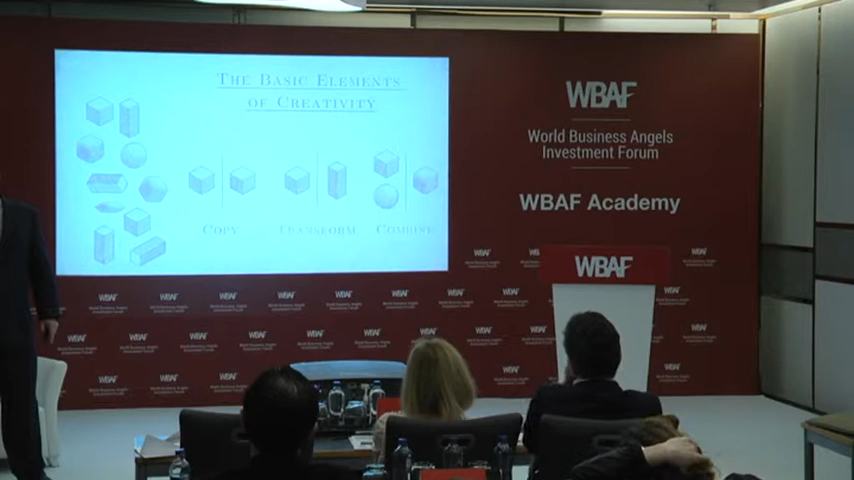 THE BASIC ELEMENTS
OF CREATIVITY
COPY
TRANSFORM
COMBINE
WBAF
World Business Angels
Investment Forum
WBAF Academy
WBAF